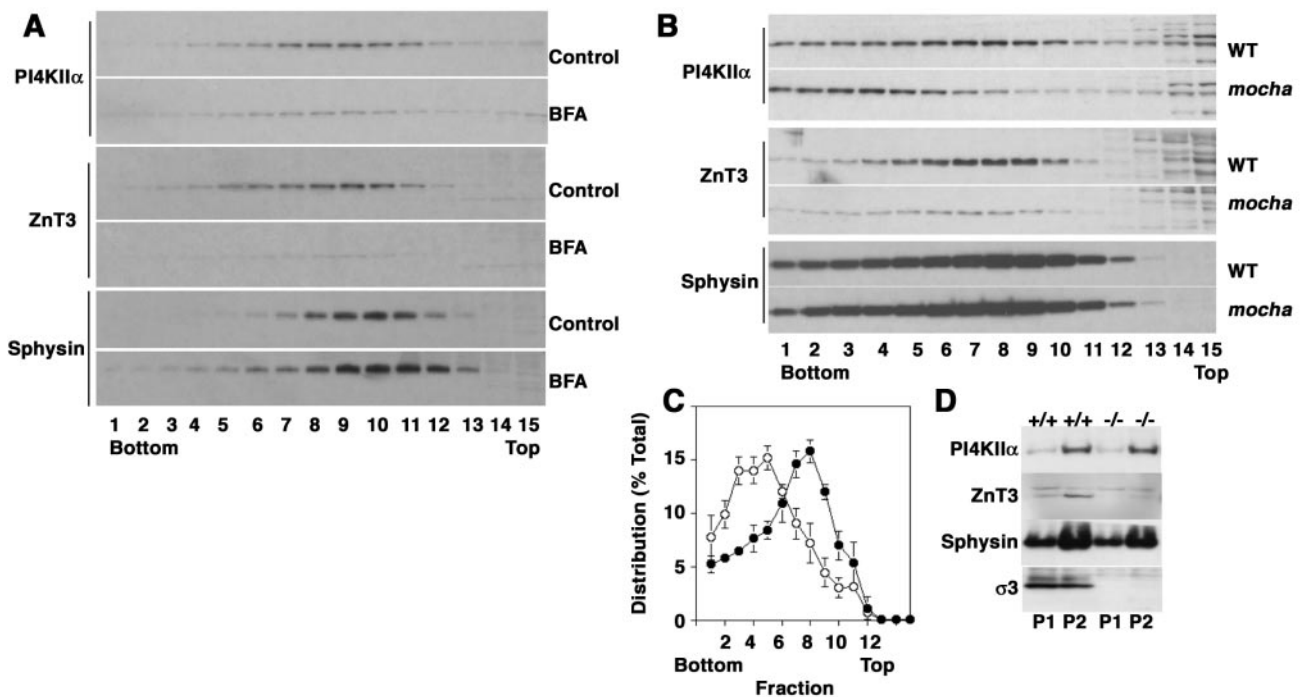 A
PI4KIIα
Control
BFA
ZnT3
Control
BFA
Sphysin
Control
BFA
1 2 3 4 5 6 7 8 9 10 11 12 13 14 15
Bottom Top
B
PI4KIIα
WT
mocha
ZnT3
WT
mocha
Sphysin
WT
mocha
1 2 3 4 5 6 7 8 9 10 11 12 13 14 15
Bottom Top
C
Distribution (% Total)
15
10
5
0
2 4 6 8 10 12
Bottom Top
Fraction
D
+/+ +/+ -/- -/-
PI4KIIα
ZnT3
Sphysin
σ3
P1 P2 P1 P2